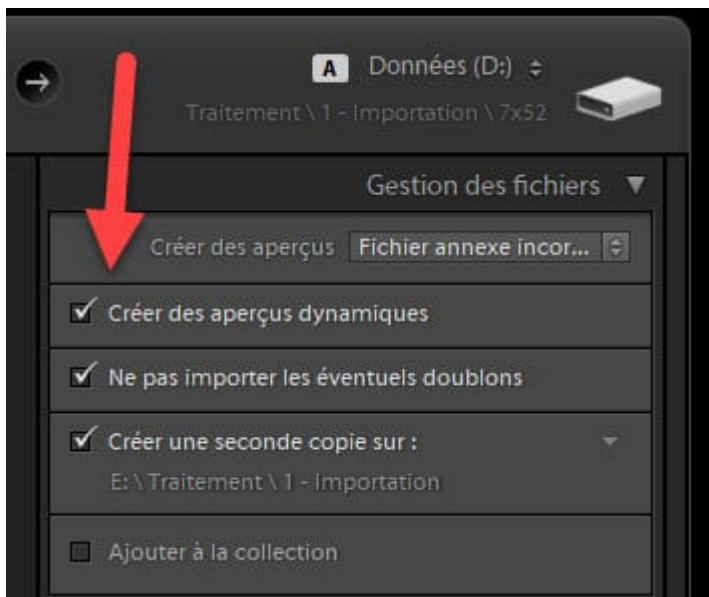 A Données (D:)
Traitement \ 1 - Importation \ 7x52
Gestion des fichiers
Créer des aperçus Fichier annexe incor...
Créer des aperçus dynamiques
Ne pas importer les éventuels doublons
Créer une seconde copie sur :
E: \ Traitement \ 1 - Importation
Ajouter à la collection